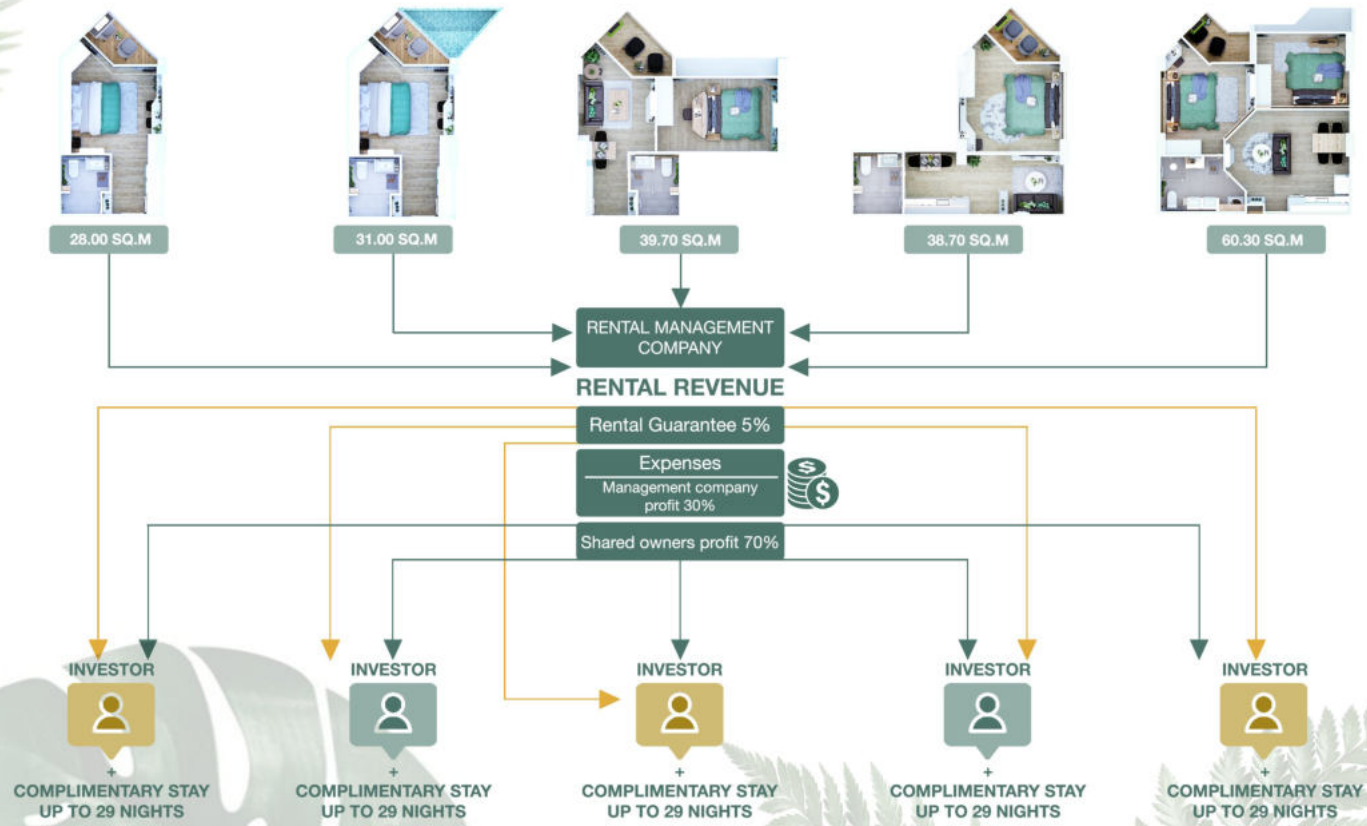 28.00 SQ.M
31.00 SQ.M
39.70 SQ.M
38.70 SQ.M
60.30 SQ.M
RENTAL MANAGEMENT
COMPANY
RENTAL REVENUE
Rental Guarantee 5%
Expenses
Management company
profit 30%
$
$
Shared owners profit 70%
INVESTOR
INVESTOR
INVESTOR
INVESTOR
INVESTOR
+
COMPLIMENTARY STAY
UP TO 29 NIGHTS
+
COMPLIMENTARY STAY
UP TO 29 NIGHTS
+
COMPLIMENTARY STAY
UP TO 29 NIGHTS
+
COMPLIMENTARY STAY
UP TO 29 NIGHTS
+
COMPLIMENTARY STAY
UP TO 29 NIGHTS